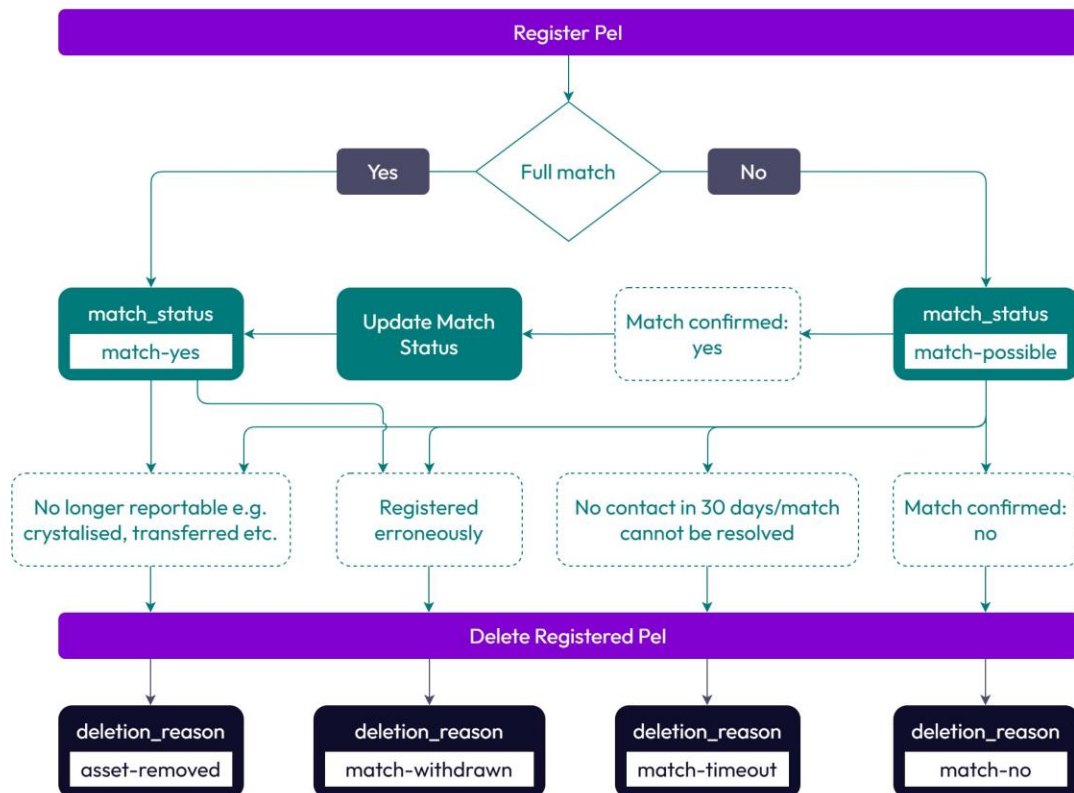 Register PeI
Yes
Full match
No
match_status
match-yes
Update Match
Status
Match confirmed:
yes
match_status
match-possible
No longer reportable e.g.
crystalised, transferred etc.
Registered
erroneously
No contact in 30 days/match
cannot be resolved
Match confirmed:
no
Delete Registered PeI
deletion_reason
asset-removed
deletion_reason
match-withdrawn
deletion_reason
match-timeout
deletion_reason
match-no